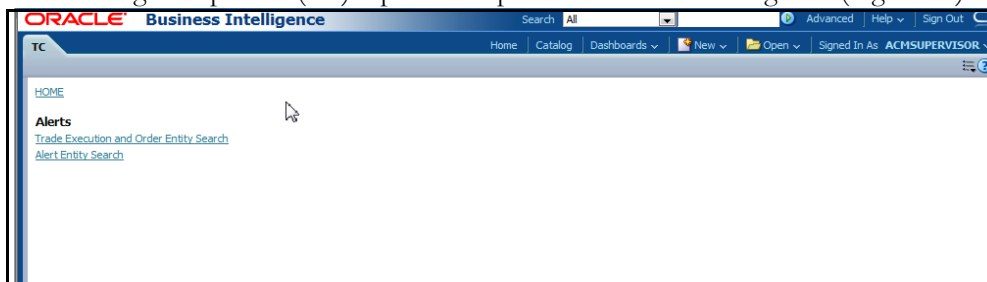 ORACLE Business Intelligence Search All Advanced Help Sign Out
TC Home Catalog Dashboards New Open Signed In As ACMSUPERVISOR
HOME
Alerts
Trade Execution and Order Entity Search
Alert Entity Search